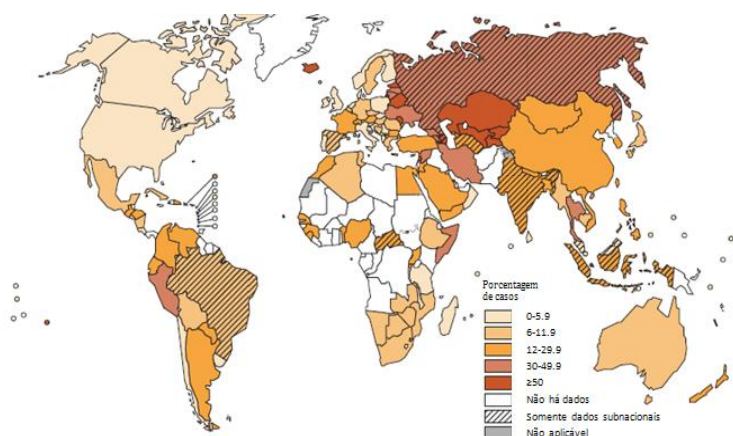 Porcentagem
de casos
0-5.9
6-11.9
12-29.9
30-49.9
≥50
Não há dados
Somente dados subnacionais
Não aplicável